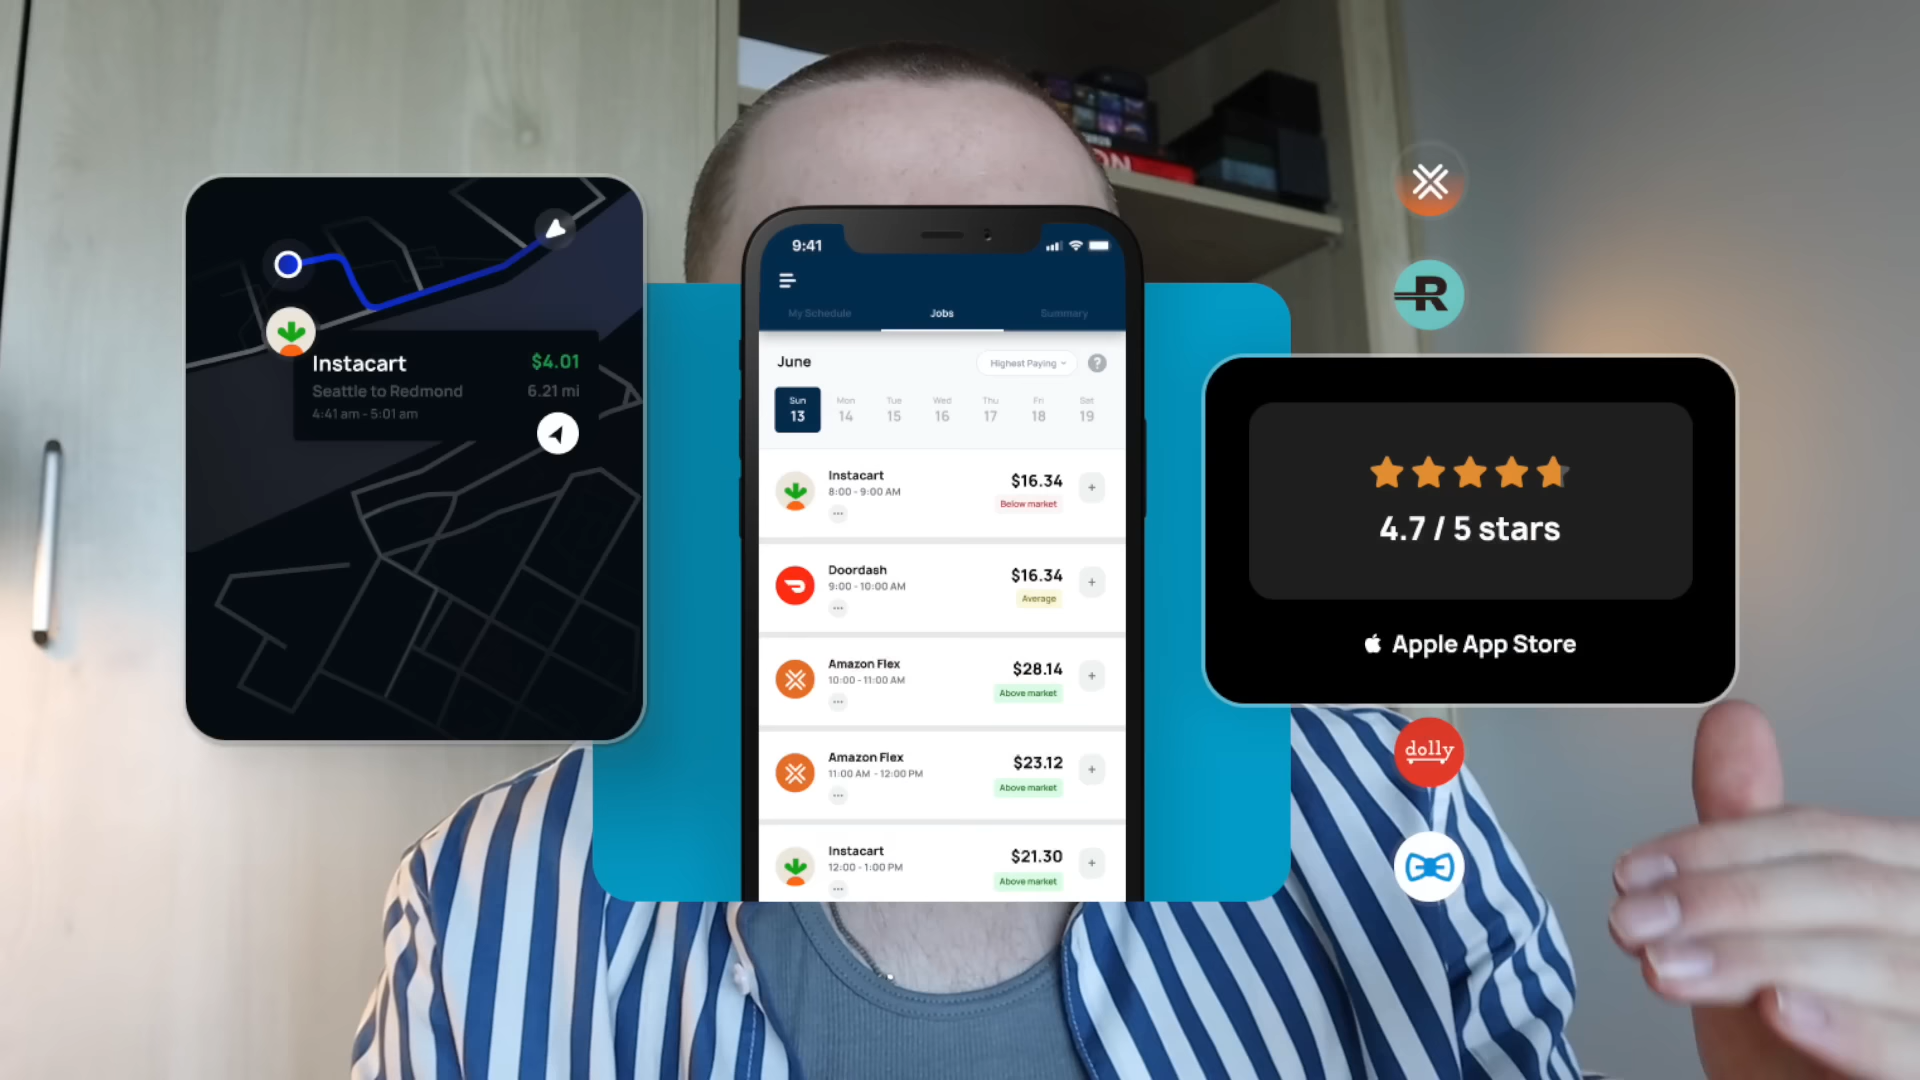 Instacart
$4.01
Seattle to Redmond
6.21 mi
4:41 am - 5:01 am
9:41
My Schedule
Jobs
Summary
June
Highest Paying
?
Sun
Mon
Tue
Wed
Thu
Fri
Sat
13
14
15
16
17
18
19
Instacart
8:00 - 9:00 AM
$16.34
Below market
Doordash
9:00 - 10:00 AM
$16.34
Average
Amazon Flex
10:00 - 11:00 AM
$28.14
Above market
Amazon Flex
11:00 AM - 12:00 PM
$23.12
Above market
Instacart
12:00 - 1:00 PM
$21.30
Above market
R
4.7 / 5 stars
Apple App Store
dolly